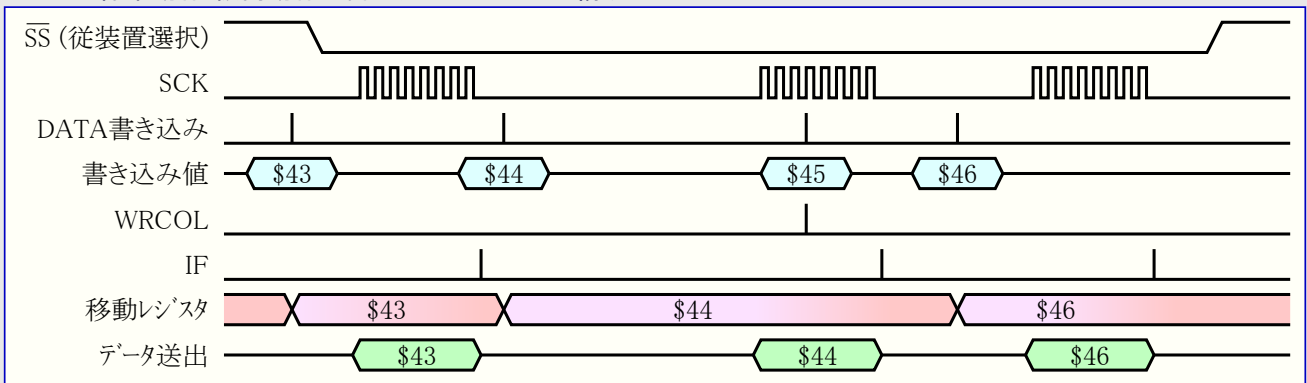 SS (従装置選択)
SCK
DATA書き込み
書き込み値 $43 $44 $45 $46
WRCOL
IF
移動レジスタ $43 $44 $46
データ送出 $43 $44 $46